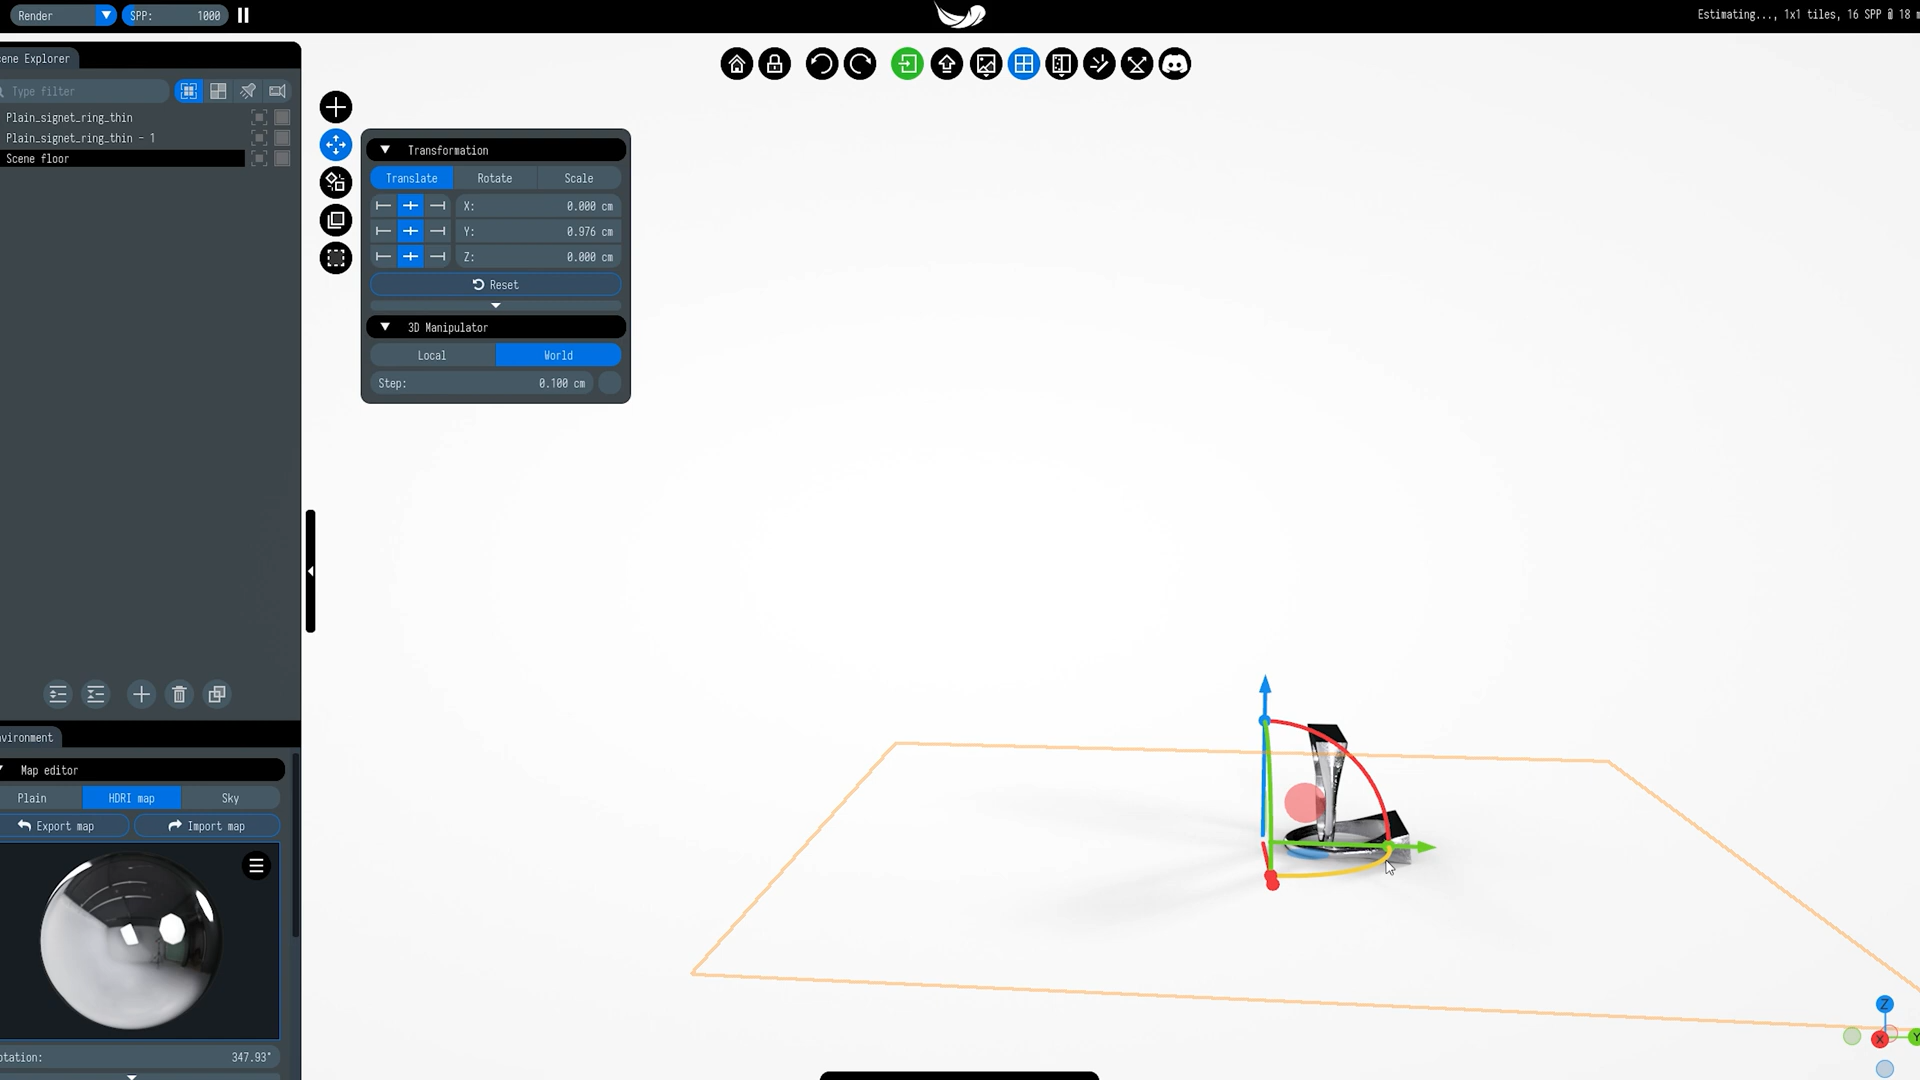 Render
SPP: 1000
Estimating..., 1x1 tiles, 16 SPP @ 18 m
ene Explorer
Type filter
Plain_signet_ring_thin
Plain_signet_ring_thin - 1
Scene floor
Transformation
Translate Rotate Scale
X: 0.000 cm
Y: 0.976 cm
Z: 0.000 cm
Reset
3D Manipulator
Local World
Step: 0.100 cm
vironment
Map editor
Plain HDRI map Sky
Export map Import map
otation: 347.93°
Z
X
Y